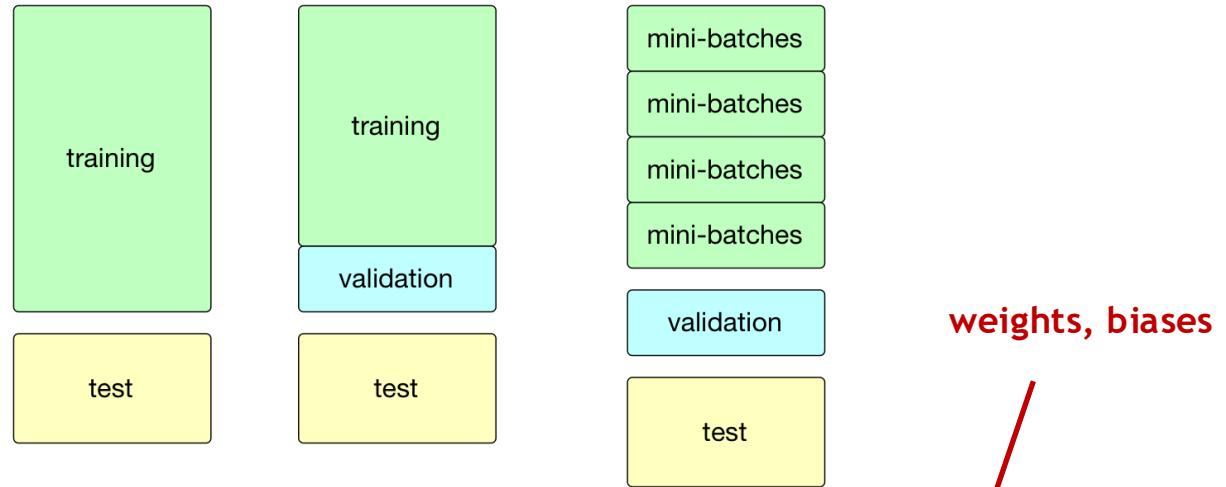 training
test
training
validation
test
mini-batches
mini-batches
mini-batches
mini-batches
validation
test
weights, biases